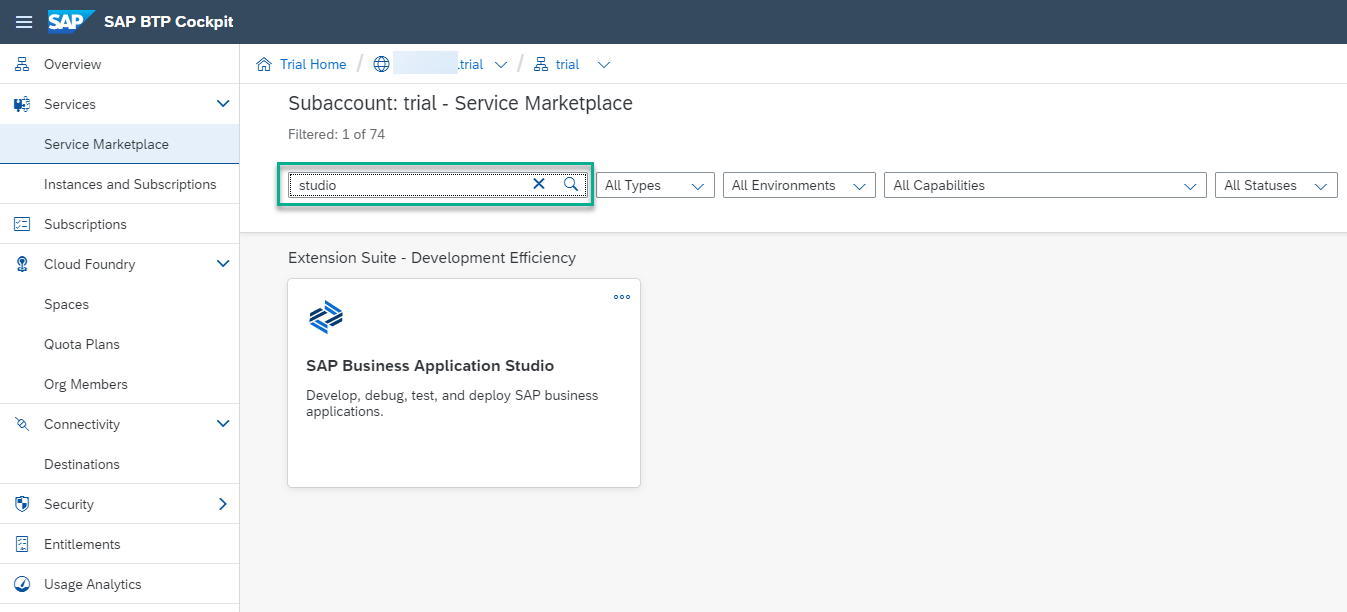 SAP SAP BTP Cockpit
Overview
Services
Service Marketplace
Instances and Subscriptions
Subscriptions
Cloud Foundry
Spaces
Quota Plans
Org Members
Connectivity
Destinations
Security
Entitlements
Usage Analytics
Trial Home / .trial / trial
Subaccount: trial - Service Marketplace
Filtered: 1 of 74
studio All Types All Environments All Capabilities All Statuses
Extension Suite - Development Efficiency
SAP Business Application Studio
Develop, debug, test, and deploy SAP business
applications.